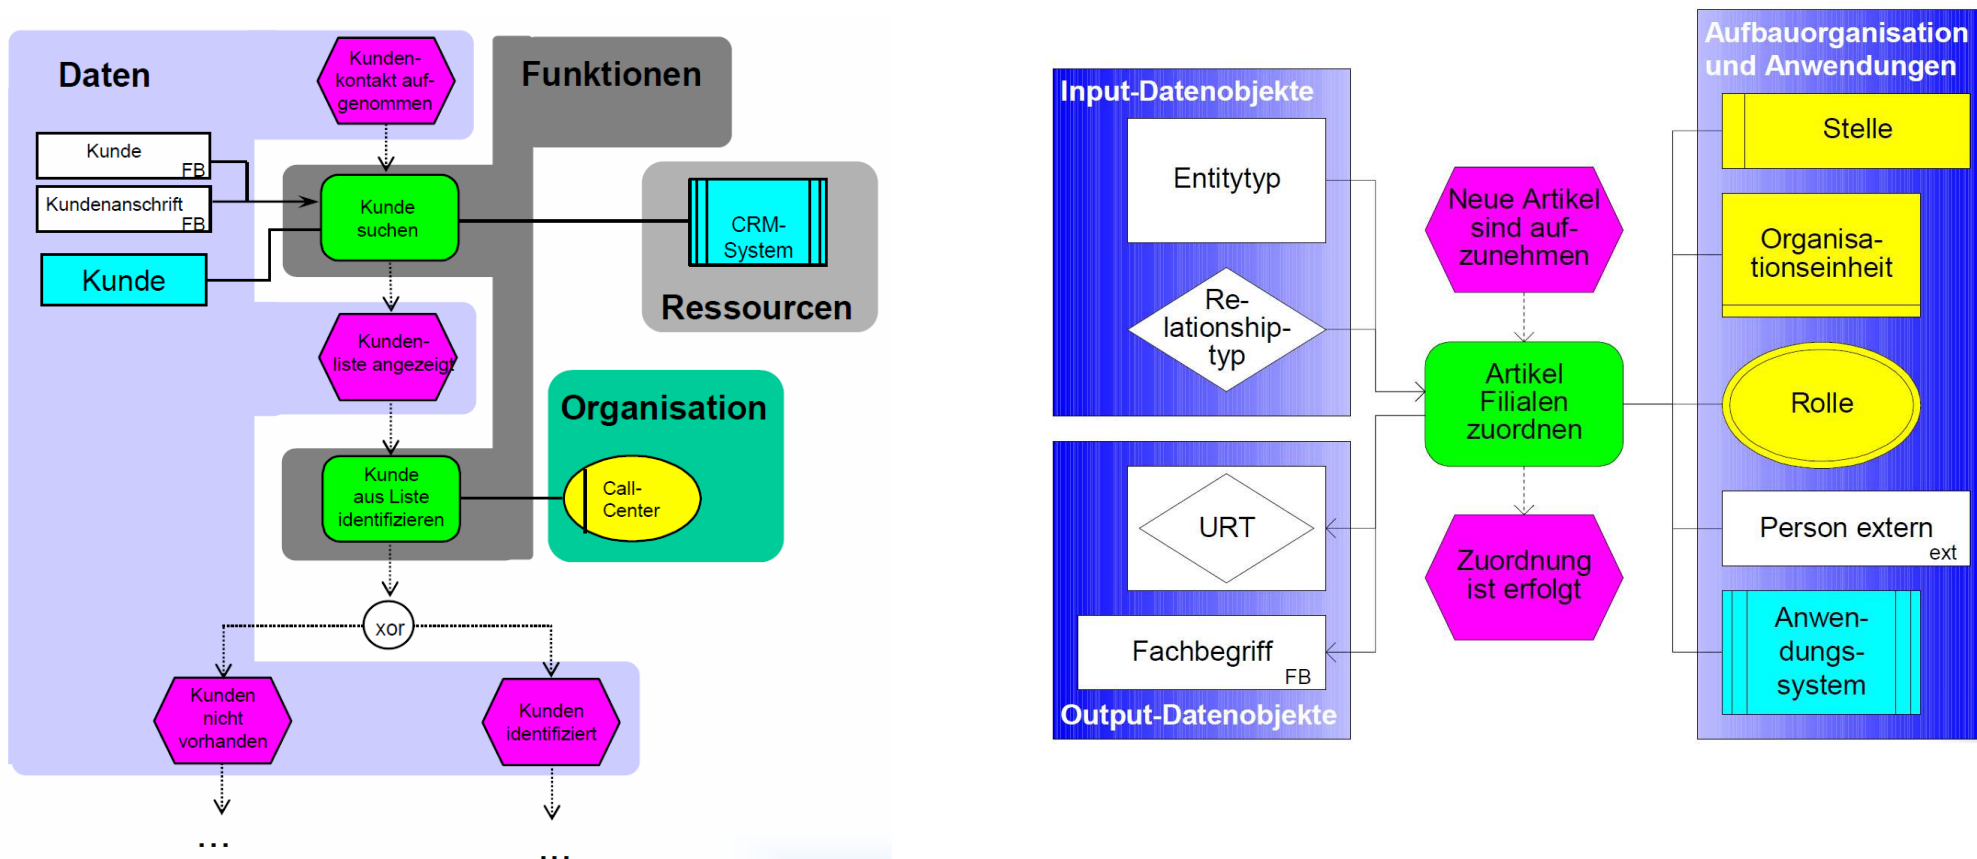 Daten
Kunden-
kontakt auf-
genommen
Funktionen
Kunde
FB
Kundenanschrift
FB
Kunde
suchen
CRM-
System
Kunde
Ressourcen
Kunden-
liste angezeigt
Organisation
Kunde
aus Liste
identifizieren
Call-
Center
xor
Kunden
nicht
vorhanden
Kunden
identifiziert
...
...
Input-Datenobjekte
Entitytyp
Re-
lationship-
typ
URT
Fachbegriff
FB
Output-Datenobjekte
Neue Artikel
sind auf-
zunehmen
Artikel
Filialen
zuordnen
Zuordnung
ist erfolgt
Aufbauorganisation
und Anwendungen
Stelle
Organisa-
tionseinheit
Rolle
Person extern
ext
Anwen-
dungs-
system